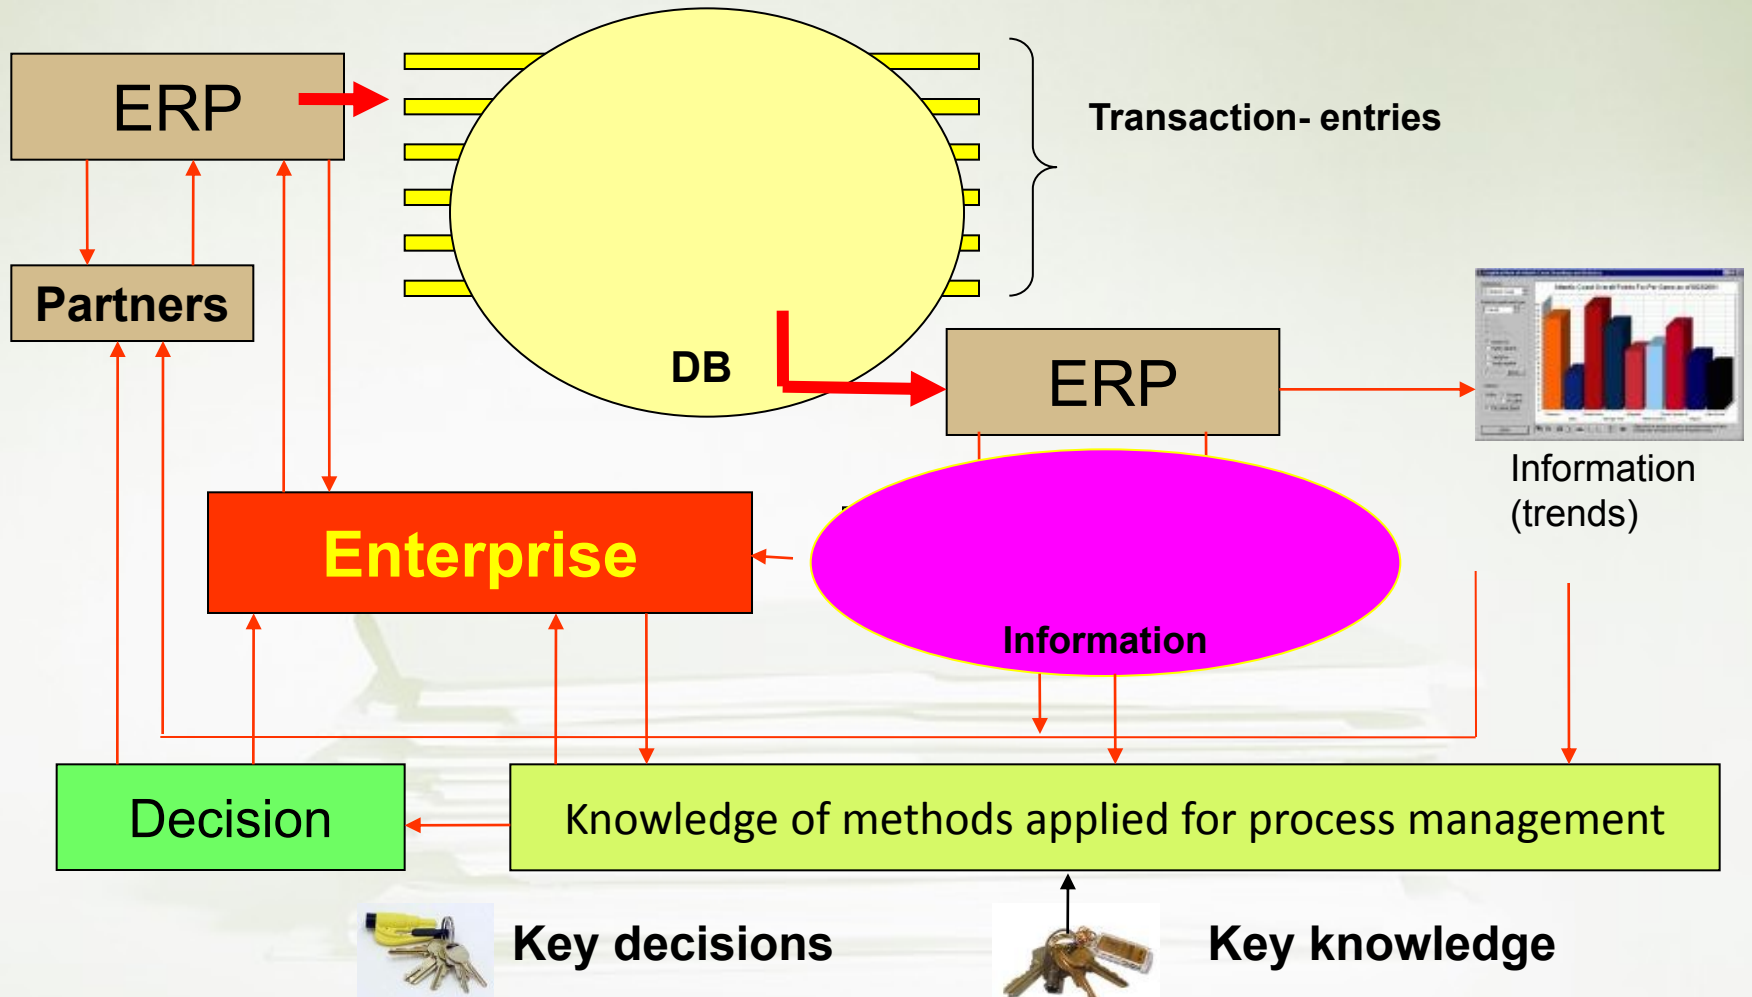 ERP
Transaction- entries
Partners
DB
ERP
Information
(trends)
Enterprise
Information
Decision
Knowledge of methods applied for process management
Key decisions
Key knowledge